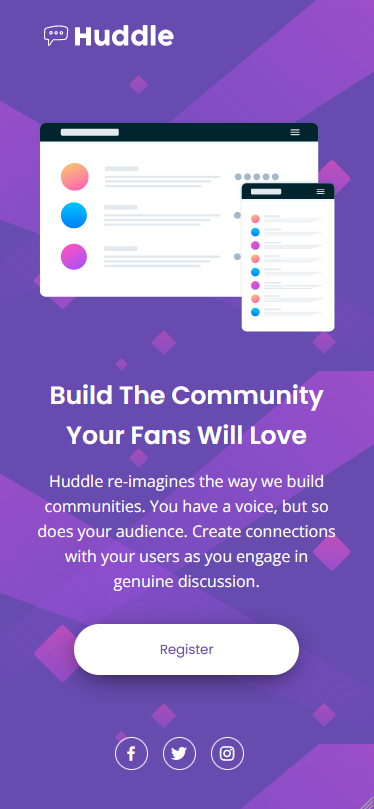 Huddle
Build The Community
Your Fans Will Love
Huddle re-imagines the way we build
communities. You have a voice, but so
does your audience. Create connections
with your users as you engage in
genuine discussion.
Register